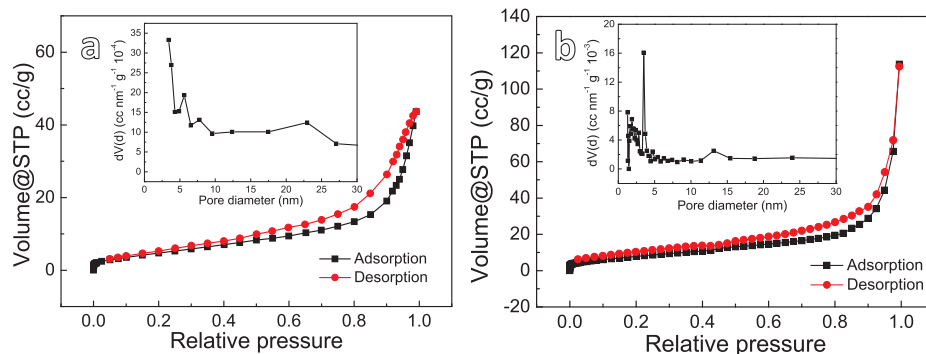 a
Volume@STP (cc/g)
60
40
20
0
0.0 0.2 0.4 0.6 0.8 1.0
Relative pressure
Adsorption
Desorption
dV(d) (cc nm⁻¹ g⁻¹ 10⁻⁴)
35
30
25
20
15
10
5
0
0 5 10 15 20 25 30
Pore diameter (nm)
b
Volume@STP (cc/g)
140
120
100
80
60
40
20
0
-20
0.0 0.2 0.4 0.6 0.8 1.0
Relative pressure
Adsorption
Desorption
dV(d) (cc nm⁻¹ g⁻¹ 10⁻³)
20
15
10
5
0
0 5 10 15 20 25 30
Pore diameter (nm)